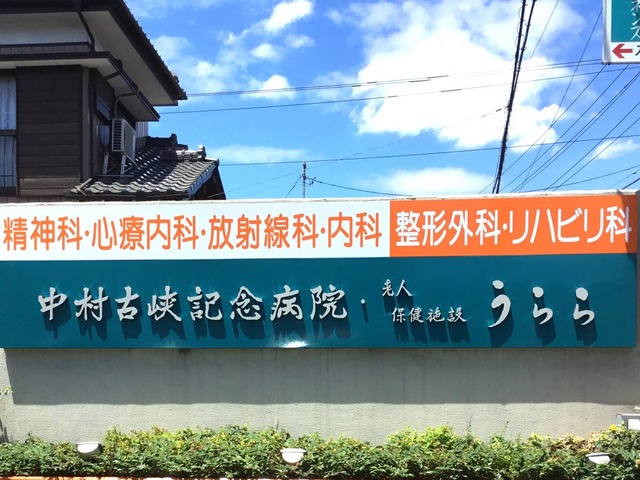 精神科・心療内科・放射線科・内科 整形外科・リハビリ科
中村古峡記念病院・老人保健施設 うらら